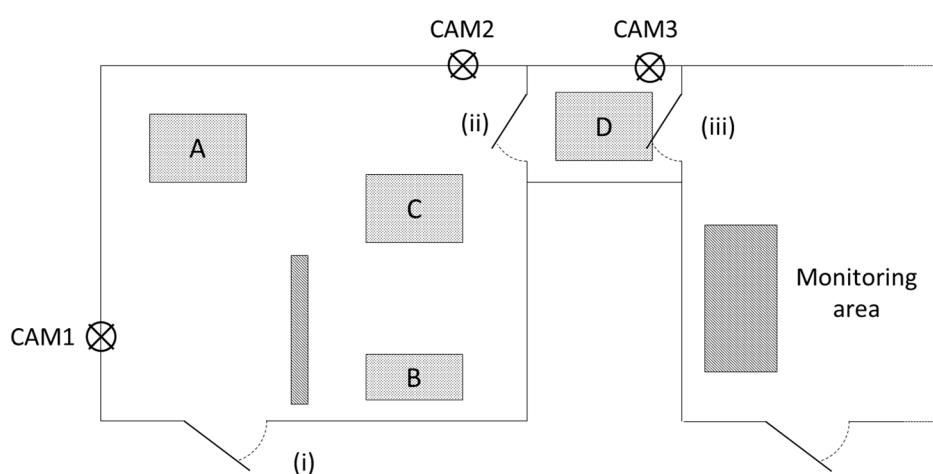 CAM2
CAM3
(ii)
(iii)
A
D
C
Monitoring
area
CAM1
B
(i)